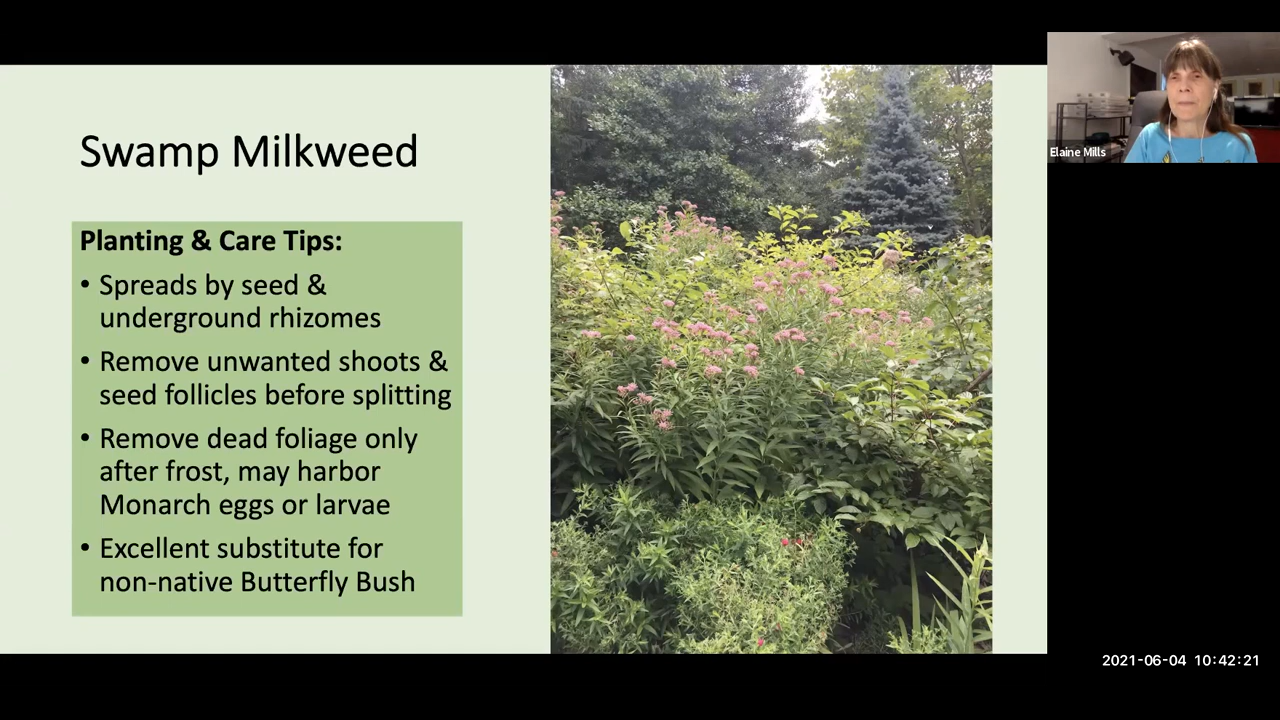 Swamp Milkweed
Planting & Care Tips:
• Spreads by seed &
underground rhizomes
• Remove unwanted shoots &
seed follicles before splitting
• Remove dead foliage only
after frost, may harbor
Monarch eggs or larvae
• Excellent substitute for
non-native Butterfly Bush
Elaine Mills
2021-06-04 10:42:21